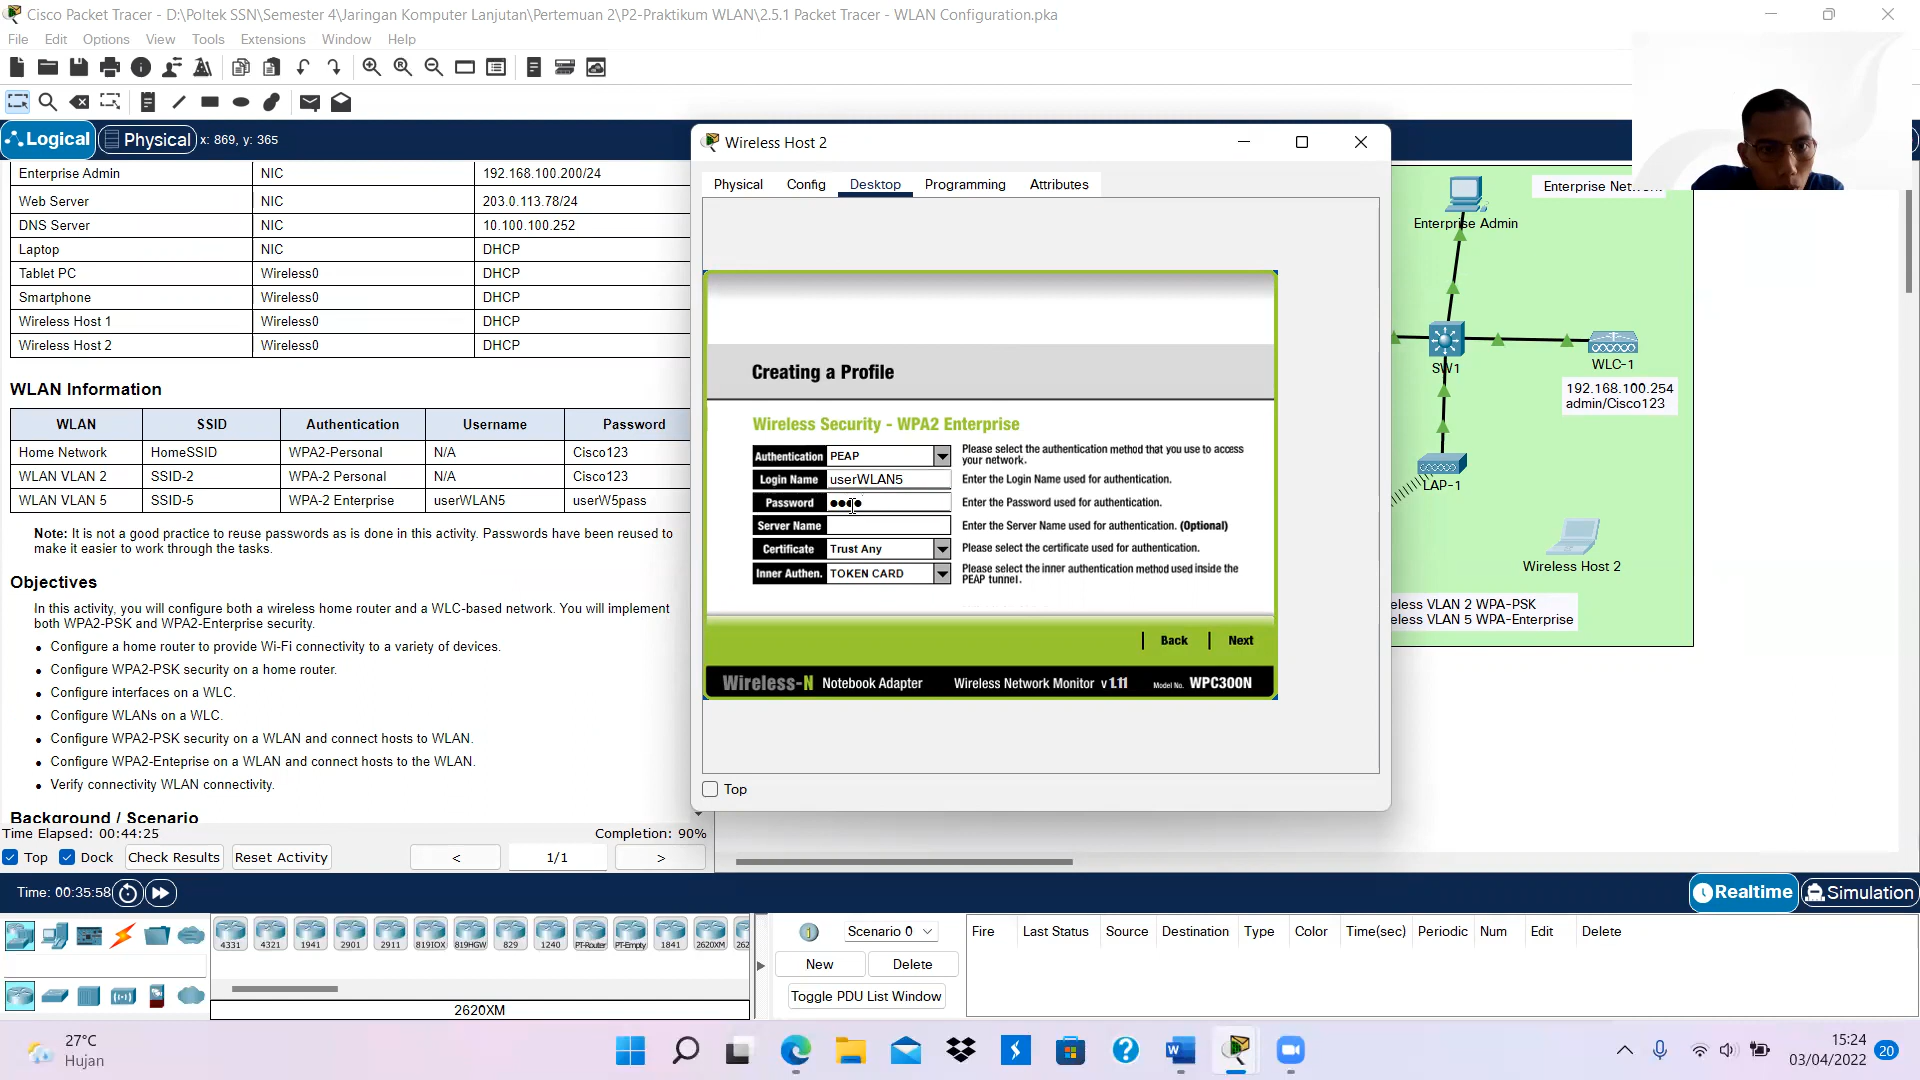 Cisco Packet Tracer - D:\Poltek SSN\Semester 4\Jaringan Komputer Lanjutan\Pertemuan 2\P2-Praktikum WLAN\2.5.1 Packet Tracer - WLAN Configuration.pka
File Edit Options View Tools Extensions Window Help
Logical Physical x: 869, y: 365
Enterprise Admin NIC 192.168.100.200/24
Web Server NIC 203.0.113.78/24
DNS Server NIC 10.100.100.252
Laptop NIC DHCP
Tablet PC Wireless0 DHCP
Smartphone Wireless0 DHCP
Wireless Host 1 Wireless0 DHCP
Wireless Host 2 Wireless0 DHCP
WLAN Information
WLAN SSID Authentication Username Password
Home Network HomeSSID WPA2-Personal N/A Cisco123
WLAN VLAN 2 SSID-2 WPA-2 Personal N/A Cisco123
WLAN VLAN 5 SSID-5 WPA-2 Enterprise userWLAN5 userW5pass
Note: It is not a good practice to reuse passwords as is done in this activity. Passwords have been reused to
make it easier to work through the tasks.
Objectives
In this activity, you will configure both a wireless home router and a WLC-based network. You will implement
both WPA2-PSK and WPA2-Enterprise security.
• Configure a home router to provide Wi-Fi connectivity to a variety of devices.
• Configure WPA2-PSK security on a home router.
• Configure interfaces on a WLC.
• Configure WLANs on a WLC.
• Configure WPA2-PSK security on a WLAN and connect hosts to WLAN.
• Configure WPA2-Enteprise on a WLAN and connect hosts to the WLAN.
• Verify connectivity WLAN connectivity.
Background / Scenario
Time Elapsed: 00:44:25 Completion: 90%
Top Dock Check Results Reset Activity < 1/1 >
Wireless Host 2
Physical Config Desktop Programming Attributes
Creating a Profile
Wireless Security - WPA2 Enterprise
Authentication PEAP Please select the authentication method that you use to access
your network.
Login Name userWLAN5 Enter the Login Name used for authentication.
Password Enter the Password used for authentication.
Server Name Enter the Server Name used for authentication. (Optional)
Certificate Trust Any Please select the certificate used for authentication.
Inner Authen. TOKEN CARD Please select the inner authentication method used inside the
PEAP tunnel.
Back Next
Wireless-N Notebook Adapter Wireless Network Monitor v1.11 Model No. WPC300N
Top
Enterprise
Enterprise Admin
SW1
WLC-1
192.168.100.254
admin/Cisco123
LAP-1
Wireless Host 2
eless VLAN 2 WPA-PSK
eless VLAN 5 WPA-Enterprise
Time: 00:35:58 Realtime Simulation
4331 4321 1941 2901 2911 819IOX 819HGW 829 1240 PT-Router PT-Empty 1841 2620XM 262
2620XM
Scenario 0
New Delete
Toggle PDU List Window
Fire Last Status Source Destination Type Color Time(sec) Periodic Num Edit Delete
27°C
Hujan
15:24
03/04/2022
20